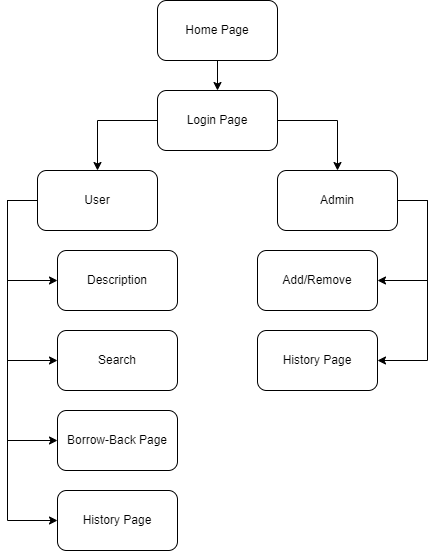 Home Page
Login Page
User
Admin
Description
Add/Remove
Search
History Page
Borrow-Back Page
History Page